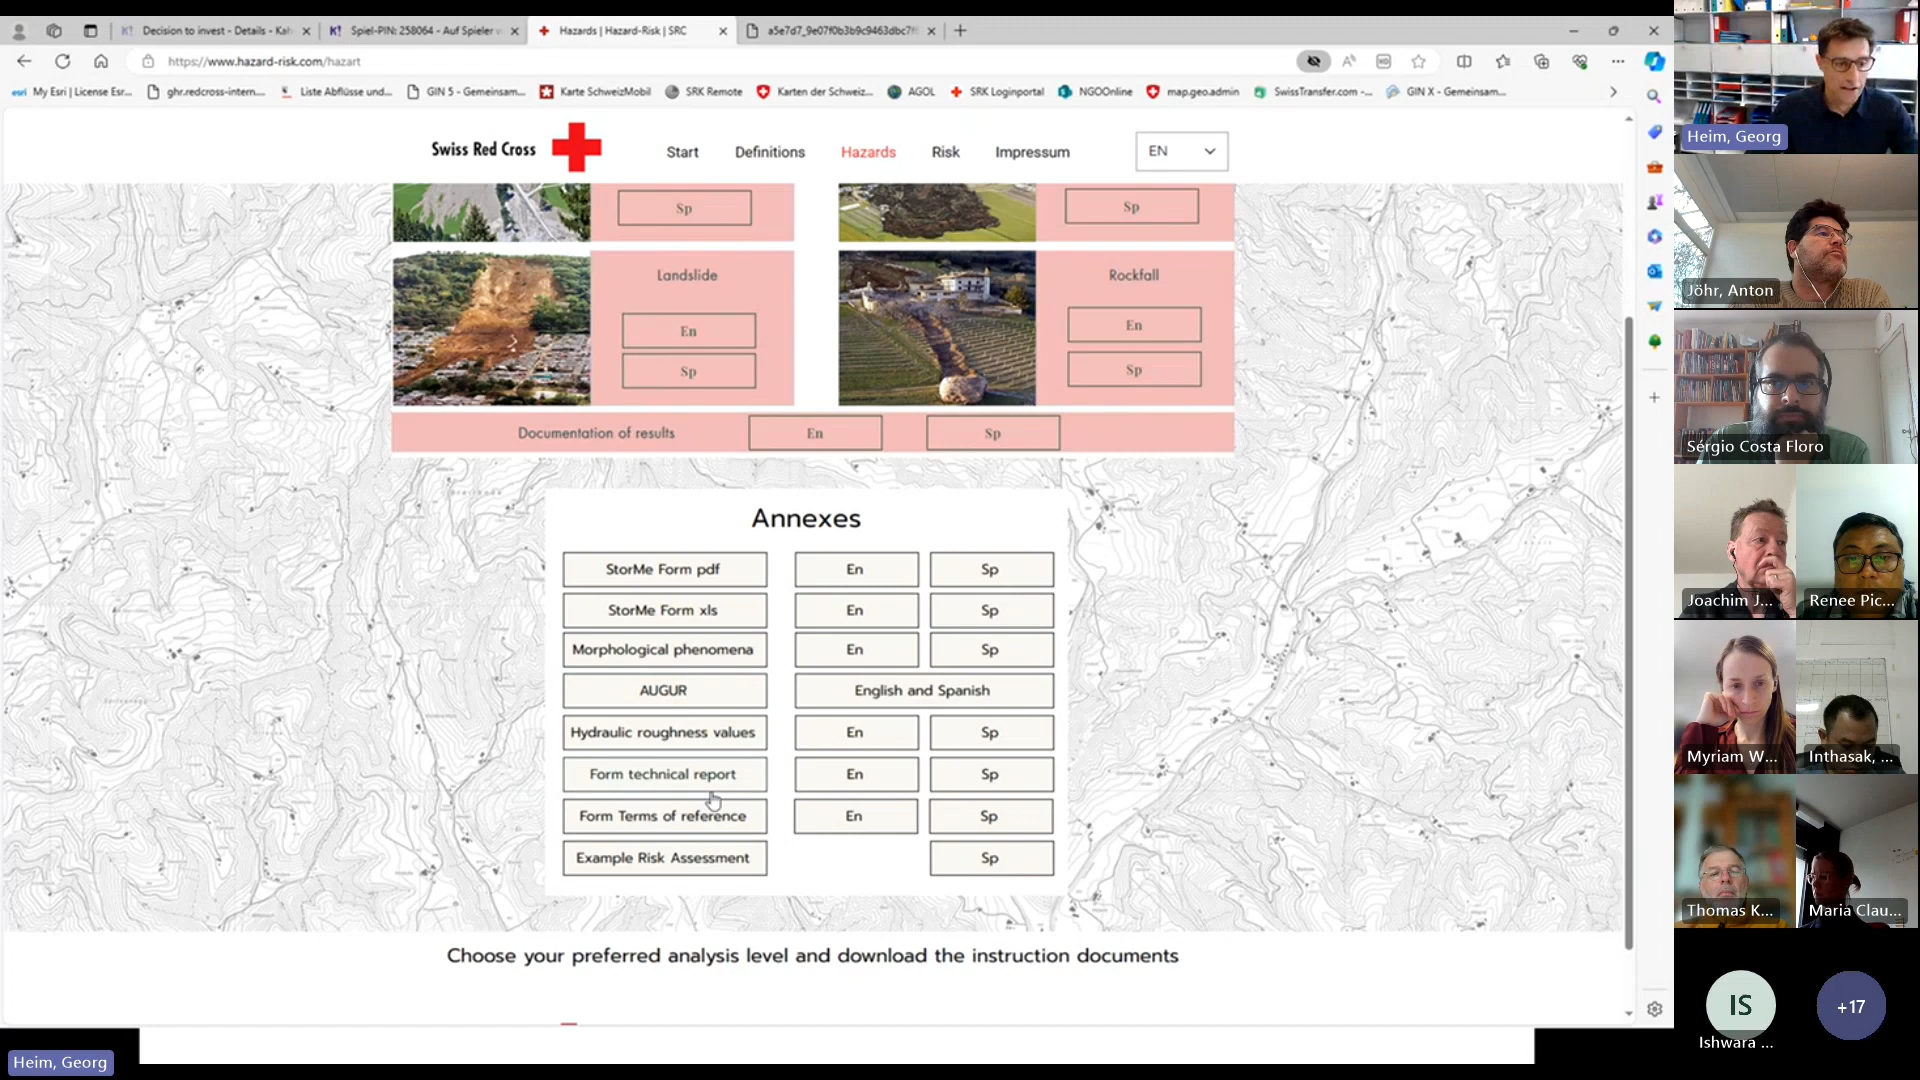 Decision to invest - Details - Kah
Spiel-PIN: 258064 - Auf Spieler
Hazards | Hazard-Risk | SRC
a5e7d7_9e07f0b3b9c9463dbc7f
https://www.hazard-risk.com/hazart
esri My Esri | License Esr...
ghr.redcross-intern...
Liste Abflüsse und...
GIN 5 - Gemeinsam...
Karte SchweizMobil
SRK Remote
Karten der Schweiz...
AGOL
SRK Loginportal
NGOOnline
map.geo.admin
SwissTransfer.com -...
GIN X - Gemeinsam...
Swiss Red Cross
Start
Definitions
Hazards
Risk
Impressum
EN
Sp
Sp
Landslide
En
Sp
Rockfall
En
Sp
Documentation of results
En
Sp
Annexes
StorMe Form pdf
En
Sp
StorMe Form xls
En
Sp
Morphological phenomena
En
Sp
AUGUR
English and Spanish
Hydraulic roughness values
En
Sp
Form technical report
En
Sp
Form Terms of reference
En
Sp
Example Risk Assessment
Sp
Choose your preferred analysis level and download the instruction documents
Heim, Georg
Heim, Georg
Jöhr, Anton
Sérgio Costa Floro
Joachim J...
Renee Pic...
Myriam W...
Inthasak, ...
Thomas K...
Maria Clau...
IS
Ishwara ...
+17